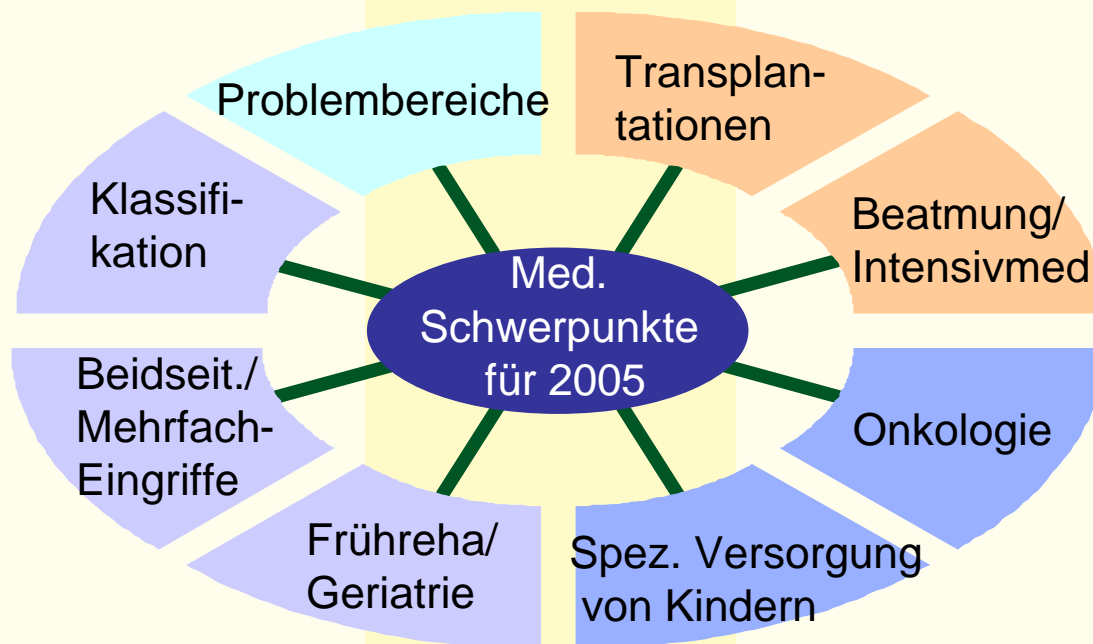 Problembereiche
Transplan-
tationen
Klassifi-
kation
Beatmung/
Intensivmed
Med.
Schwerpunkte
für 2005
Beidseit./
Mehrfach-
Eingriffe
Onkologie
Frühreha/
Geriatrie
Spez. Versorgung
von Kindern